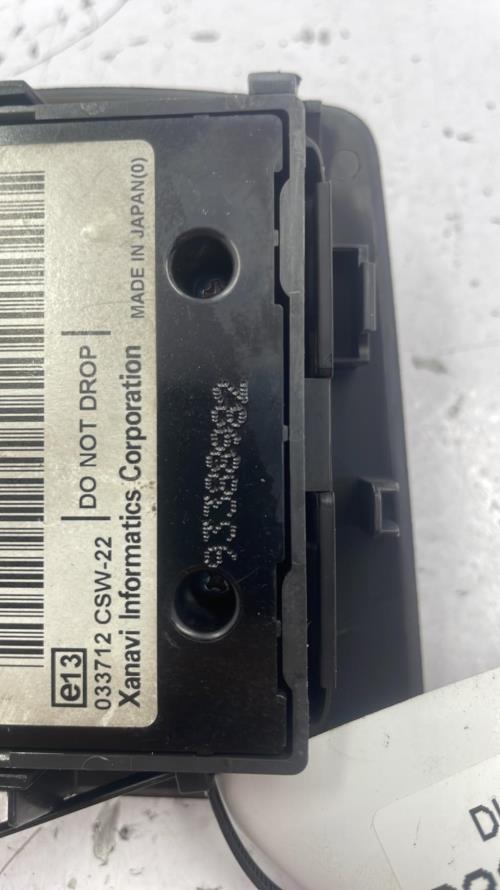 e13
033712 CSW-22 | DO NOT DROP |
Xanavi Informatics Corporation MADE IN JAPAN(0)